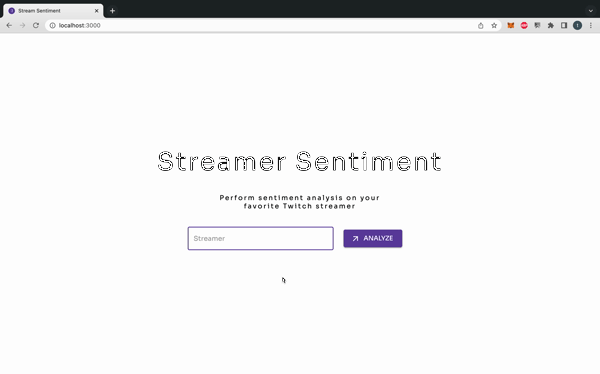 Stream Sentiment
localhost:3000
Streamer Sentiment
Perform sentiment analysis on your
favorite Twitch streamer
Streamer
ANALYZE